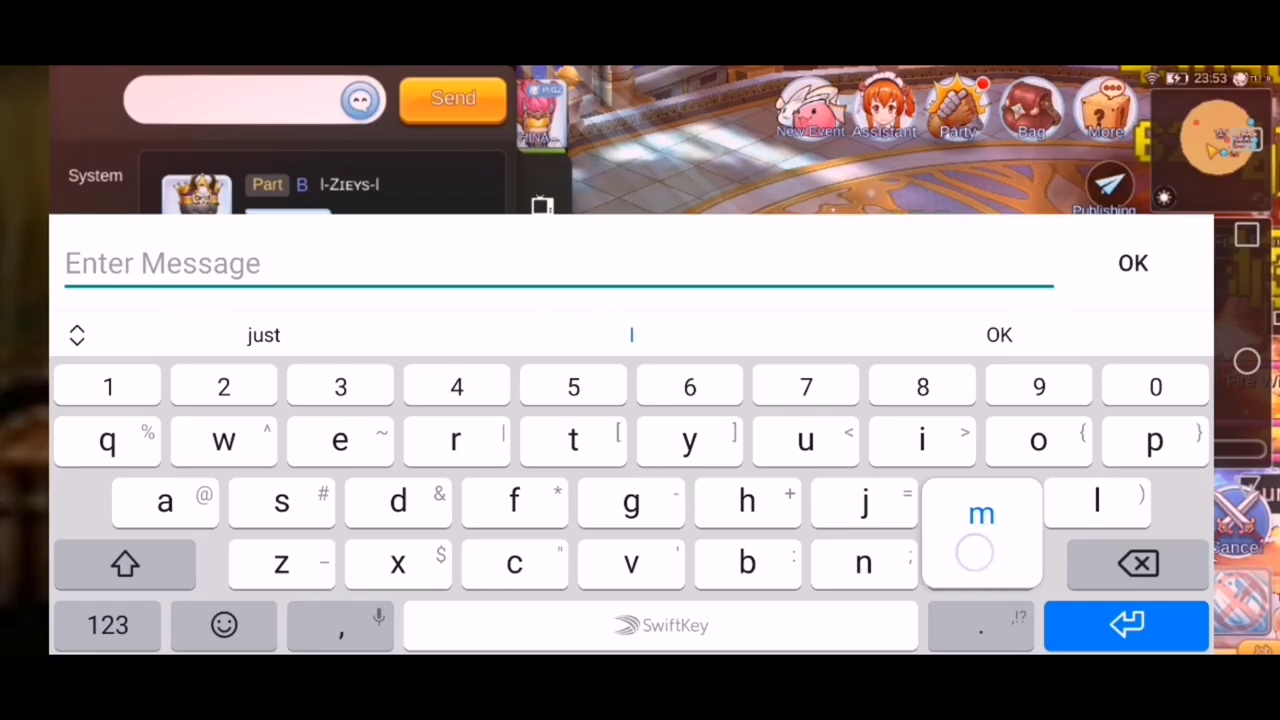 Send
23:53
New Event Assistant Party Bag More
System
Part B l-ZIEYS-l
Publishing
Enter Message
OK
just I OK
1 2 3 4 5 6 7 8 9 0
q % w ^ e ~ r | t [ y ] u < i > o { p }
a @ s # d & f * g - h + j = l )
z _ x $ c " v ' b : n ; m
123 , SwiftKey . ,!?
Cancel